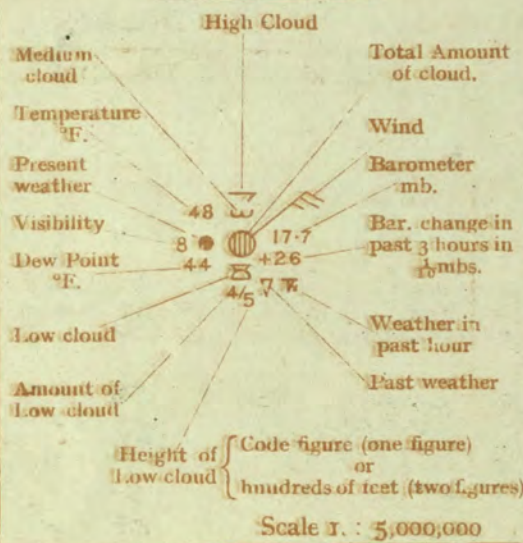 High Cloud
Medium
cloud
Total Amount
of cloud.
Temperature
°F.
Wind
Present
weather
Barometer
mb.
48
Visibility
8
17.7
Bar. change in
past 3 hours in
1/10 mbs.
Dew Point
°F.
44
+26
4/5
Low cloud
Weather in
past hour
Amount of
Low cloud
Past weather
Height of
Low cloud
Code figure (one figure)
or
hundreds of feet (two figures)
Scale 1. : 5,000,000